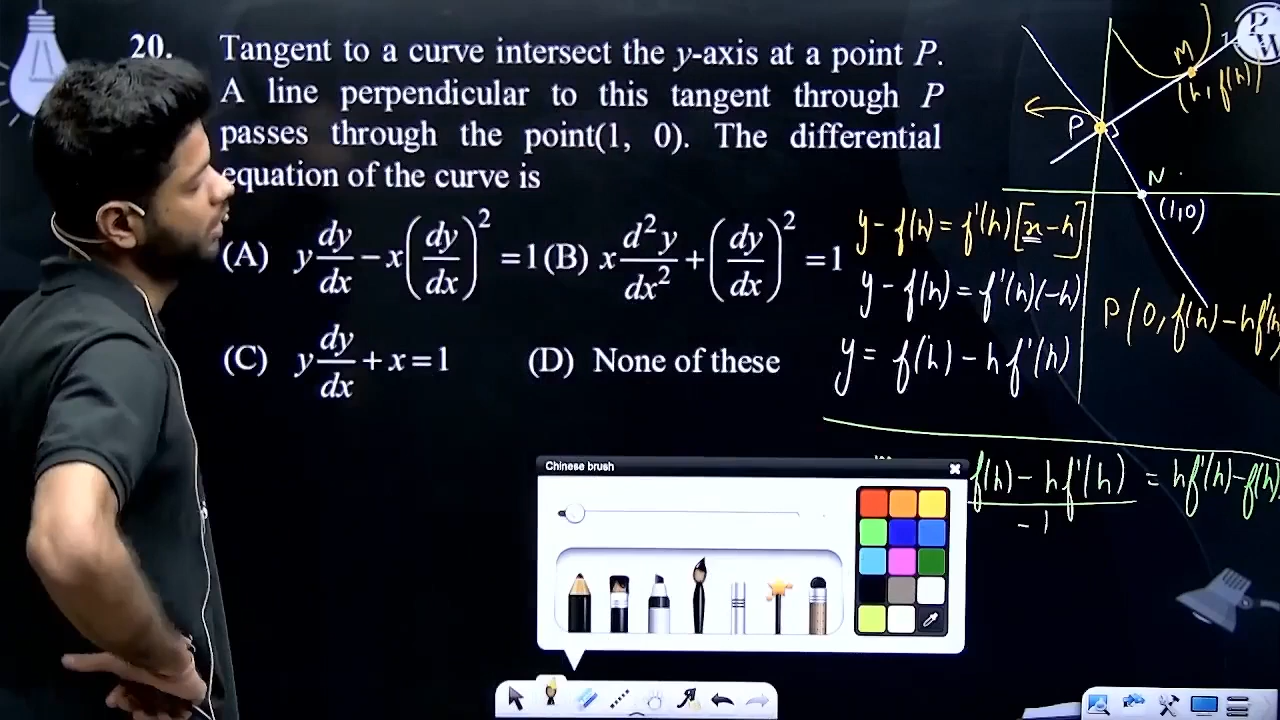 20. Tangent to a curve intersect the y-axis at a point P.
A line perpendicular to this tangent through P
passes through the point(1, 0). The differential
equation of the curve is
(A) y dy/dx − x(dy/dx)² = 1 (B) x d²y/dx² + (dy/dx)² = 1
(C) y dy/dx + x = 1 (D) None of these
M
(h, f(h))
P
N
(1,0)
y - f(h) = f'(h)[x-h]
y - f(h) = f'(h)(-h)
P(0, f(h) - hf'(h
y = f(h) - h f'(h)
f(h) - hf'(h) / -1 = hf'(h) - f(h)
Chinese brush